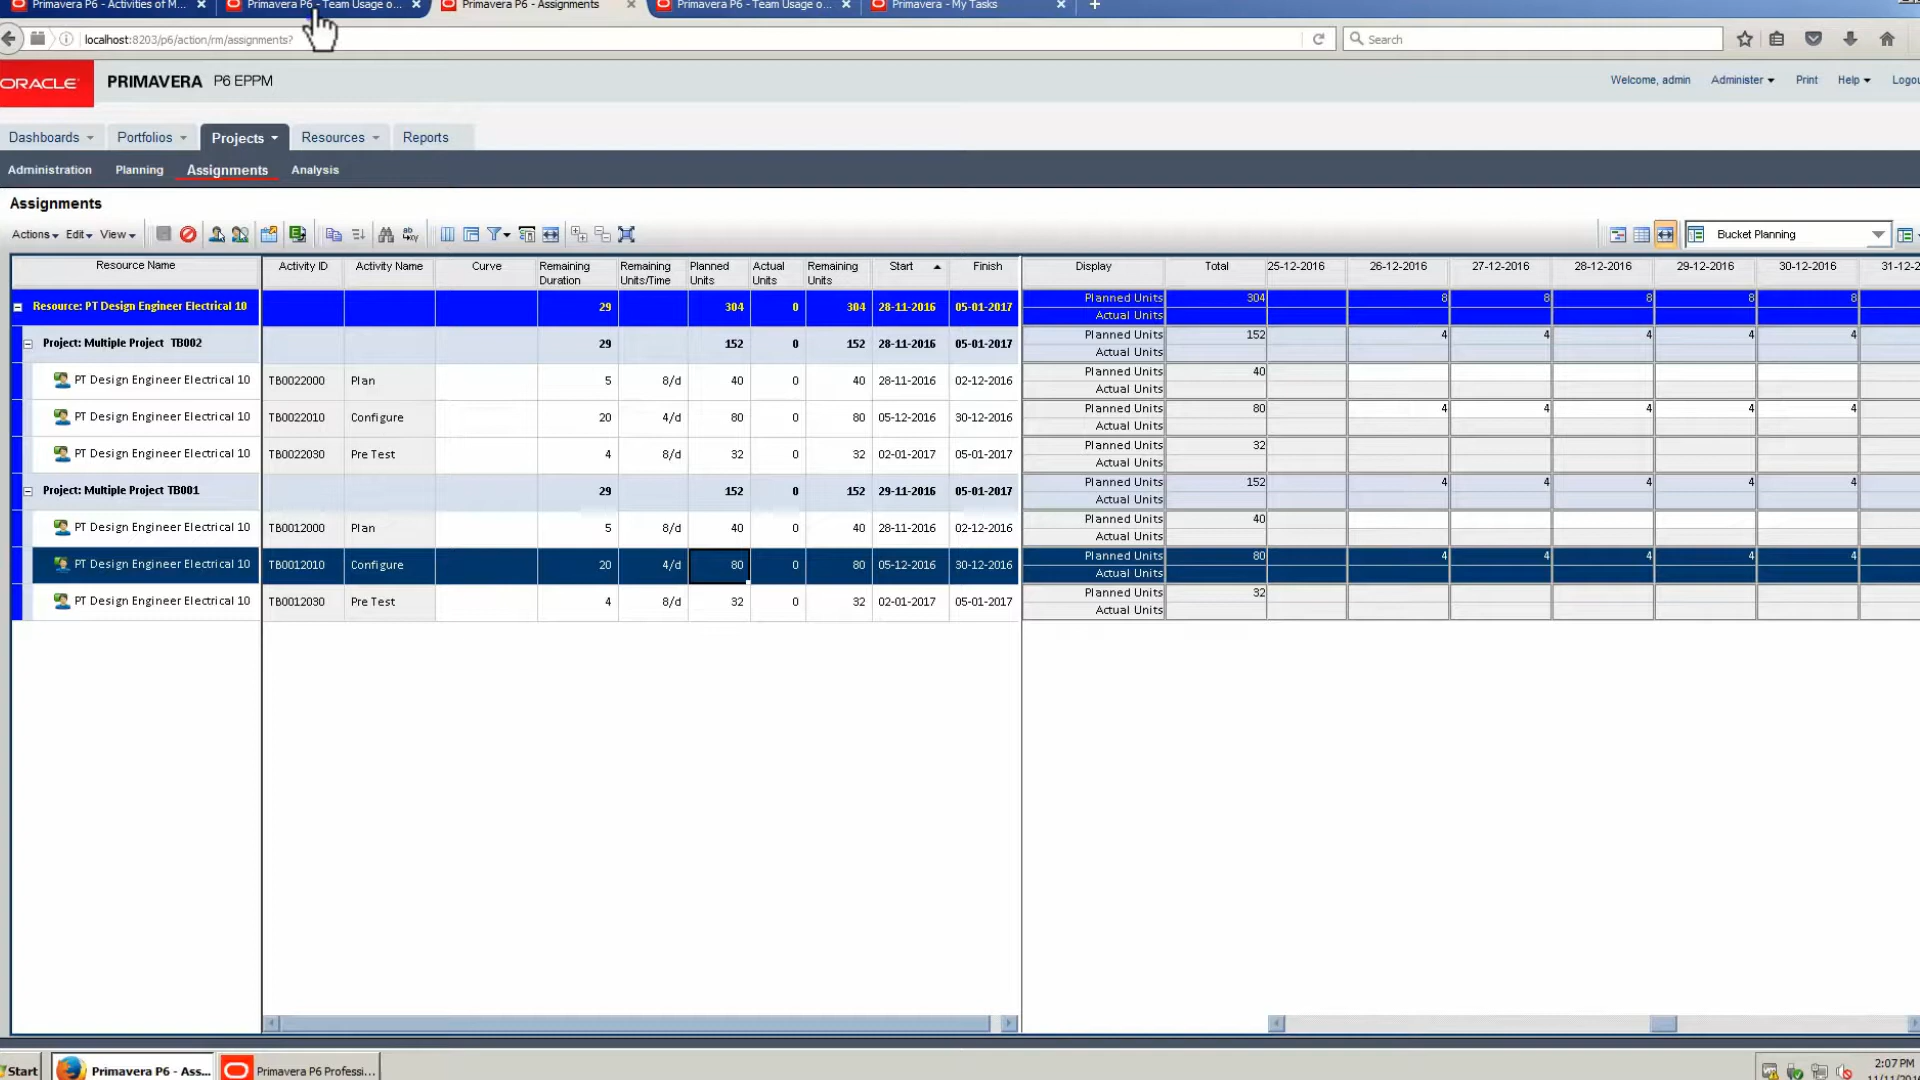 Primavera P6 - Activities of M...
Primavera P6 - Team Usage o...
Primavera P6 - Assignments
Primavera P6 - Team Usage o...
Primavera - My Tasks
localhost:8203/p6/action/rm/assignments?
Search
ORACLE
PRIMAVERA P6 EPPM
Welcome, admin
Administer
Print
Help
Logou
Dashboards
Portfolios
Projects
Resources
Reports
Administration
Planning
Assignments
Analysis
Assignments
Actions
Edit
View
Bucket Planning
Resource Name Activity ID Activity Name Curve Remaining Duration Remaining Units/Time Planned Units Actual Units Remaining Units Start Finish Display Total 25-12-2016 26-12-2016 27-12-2016 28-12-2016 29-12-2016 30-12-2016 31-12-2
Resource: PT Design Engineer Electrical 10 29 304 0 304 28-11-2016 05-01-2017 Planned Units 304 8 8 8 8 8
Actual Units
Project: Multiple Project TB002 29 152 0 152 28-11-2016 05-01-2017 Planned Units 152 4 4 4 4 4
Actual Units
PT Design Engineer Electrical 10 TB0022000 Plan 5 8/d 40 0 40 28-11-2016 02-12-2016 Planned Units 40
Actual Units
PT Design Engineer Electrical 10 TB0022010 Configure 20 4/d 80 0 80 05-12-2016 30-12-2016 Planned Units 80 4 4 4 4 4
Actual Units
PT Design Engineer Electrical 10 TB0022030 Pre Test 4 8/d 32 0 32 02-01-2017 05-01-2017 Planned Units 32
Actual Units
Project: Multiple Project TB001 29 152 0 152 29-11-2016 05-01-2017 Planned Units 152 4 4 4 4 4
Actual Units
PT Design Engineer Electrical 10 TB0012000 Plan 5 8/d 40 0 40 28-11-2016 02-12-2016 Planned Units 40
Actual Units
PT Design Engineer Electrical 10 TB0012010 Configure 20 4/d 80 0 80 05-12-2016 30-12-2016 Planned Units 80 4 4 4 4 4
Actual Units
PT Design Engineer Electrical 10 TB0012030 Pre Test 4 8/d 32 0 32 02-01-2017 05-01-2017 Planned Units 32
Actual Units
Start
Primavera P6 - Ass...
Primavera P6 Professi...
2:07 PM